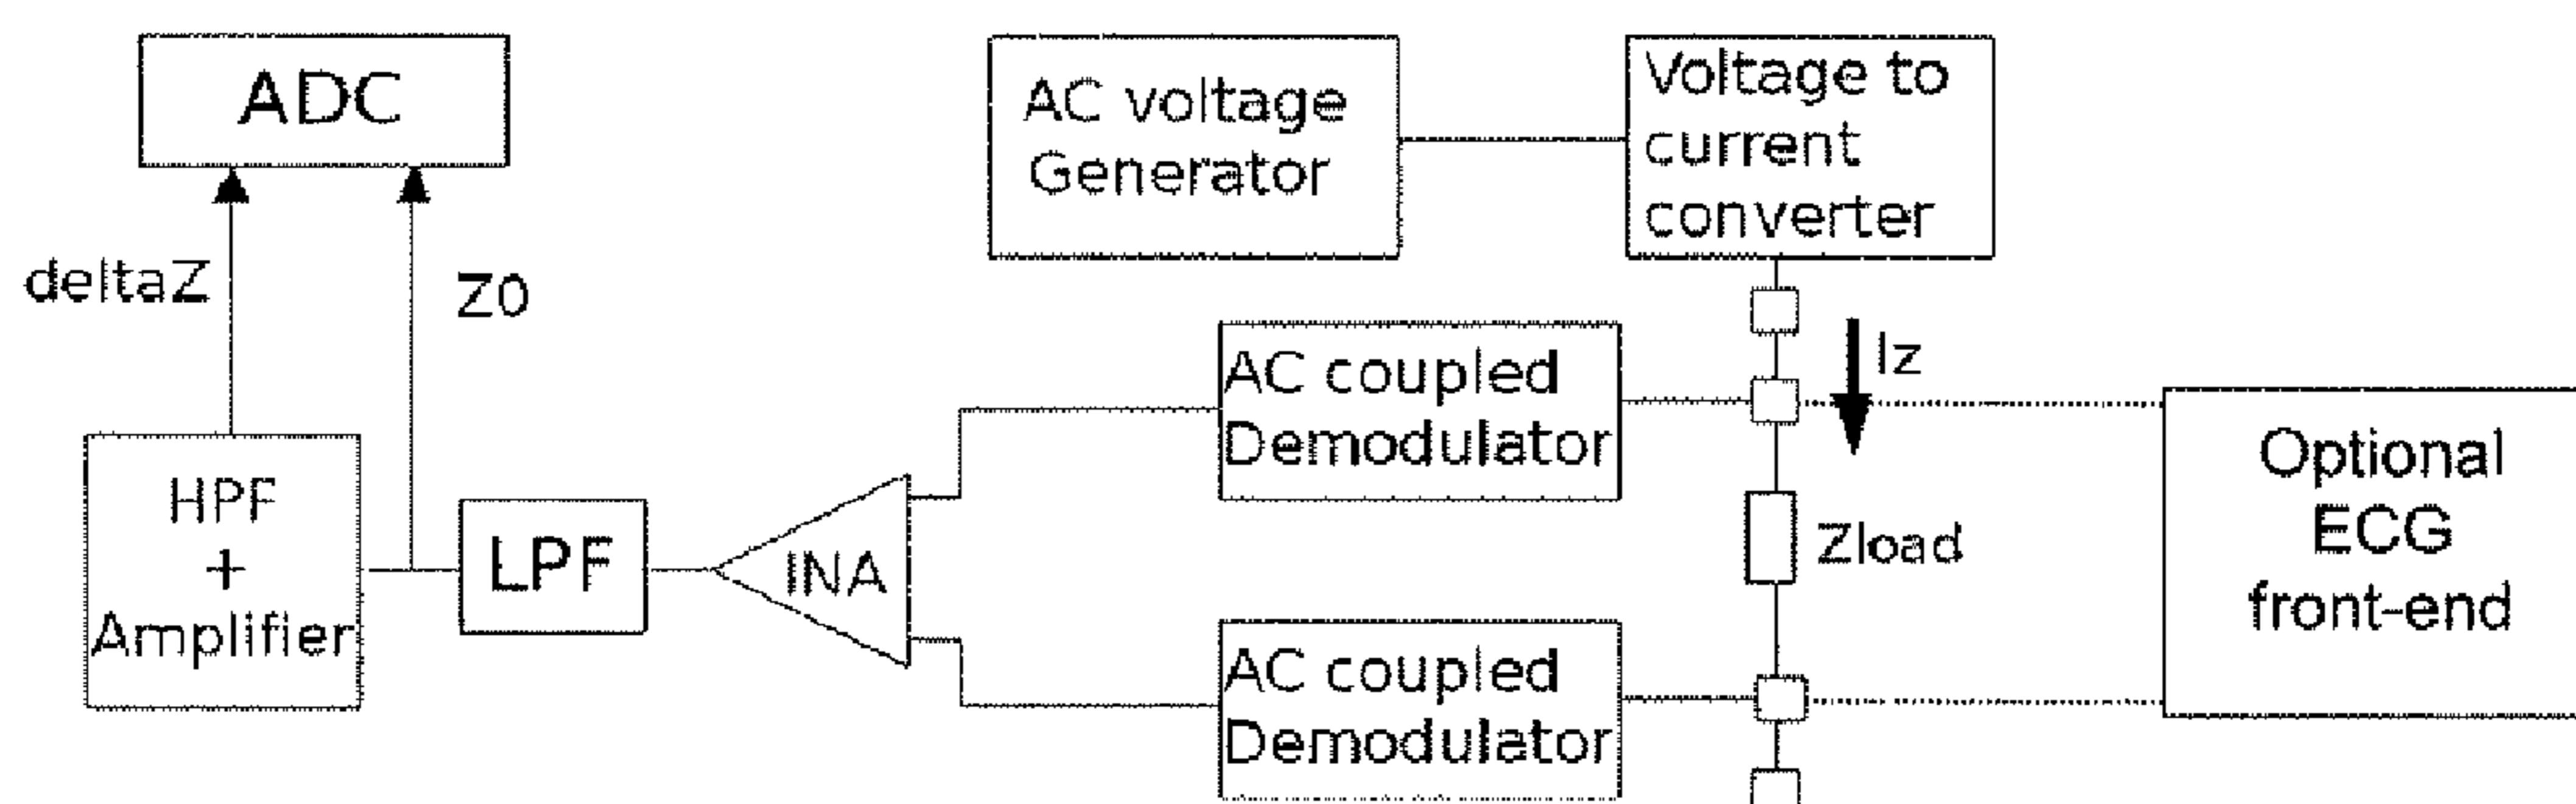 ADC
AC voltage
Generator
Voltage to
current
converter
deltaZ
Z0
Iz
AC coupled
Demodulator
HPF
+
Amplifier
LPF
INA
Zload
Optional
ECG
front-end
AC coupled
Demodulator